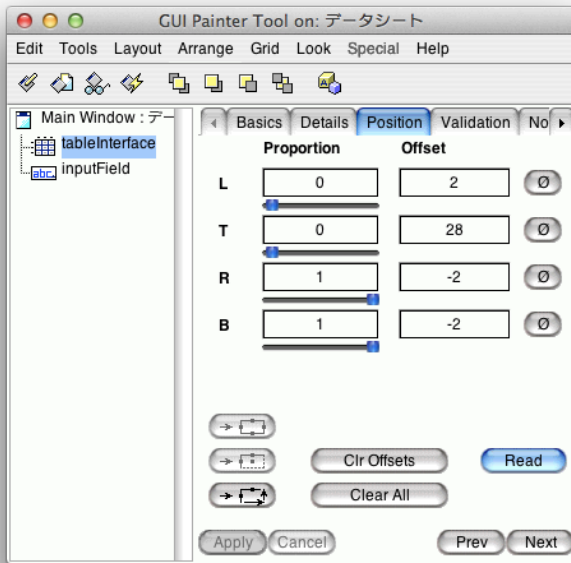 GUI Painter Tool on: データシート
Edit Tools Layout Arrange Grid Look Special Help
Main Window : デー
tableInterface
abc.
inputField
Basics Details Position Validation No
Proportion Offset
L 0 2 Ø
T 0 28 Ø
R 1 -2 Ø
B 1 -2 Ø
Clr Offsets Read
Clear All
Apply Cancel Prev Next